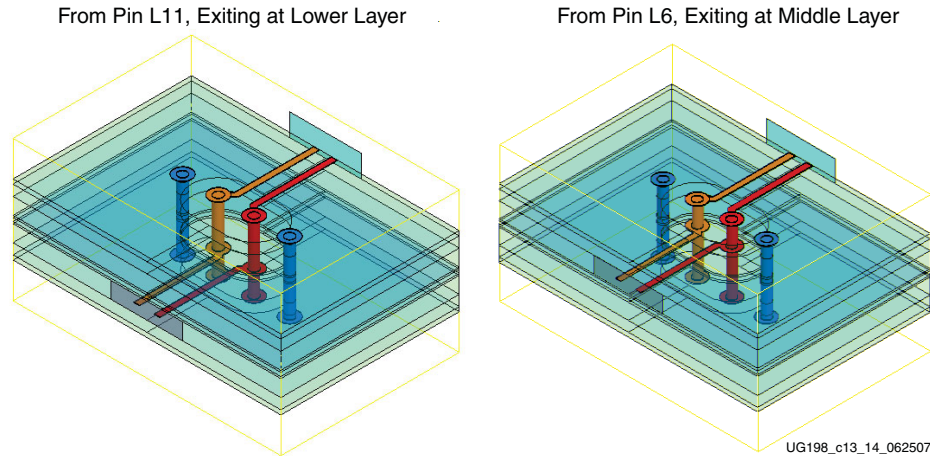 From Pin L11, Exiting at Lower Layer
From Pin L6, Exiting at Middle Layer
UG198_c13_14_062507